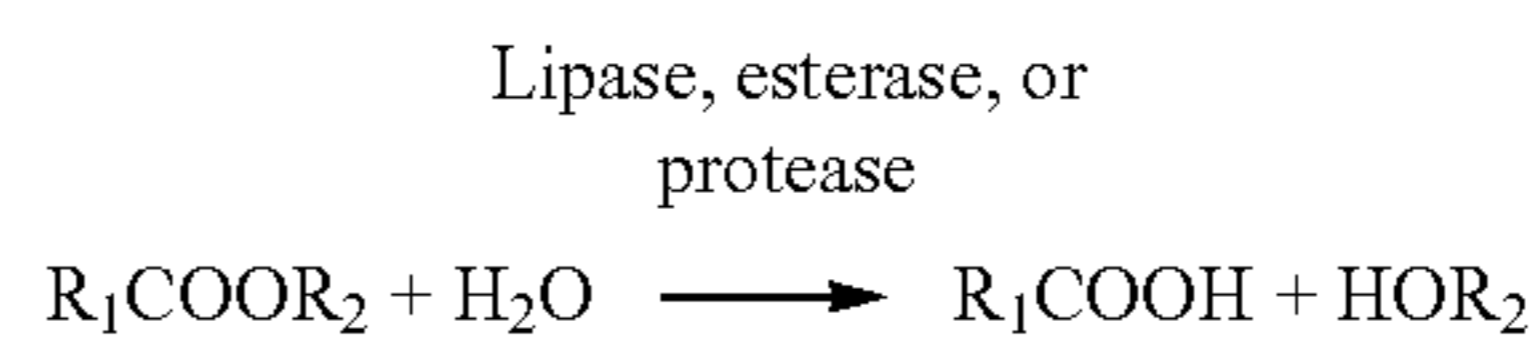 Lipase, esterase, or
protease
R₁COOR₂ + H₂O ⟶ R₁COOH + HOR₂